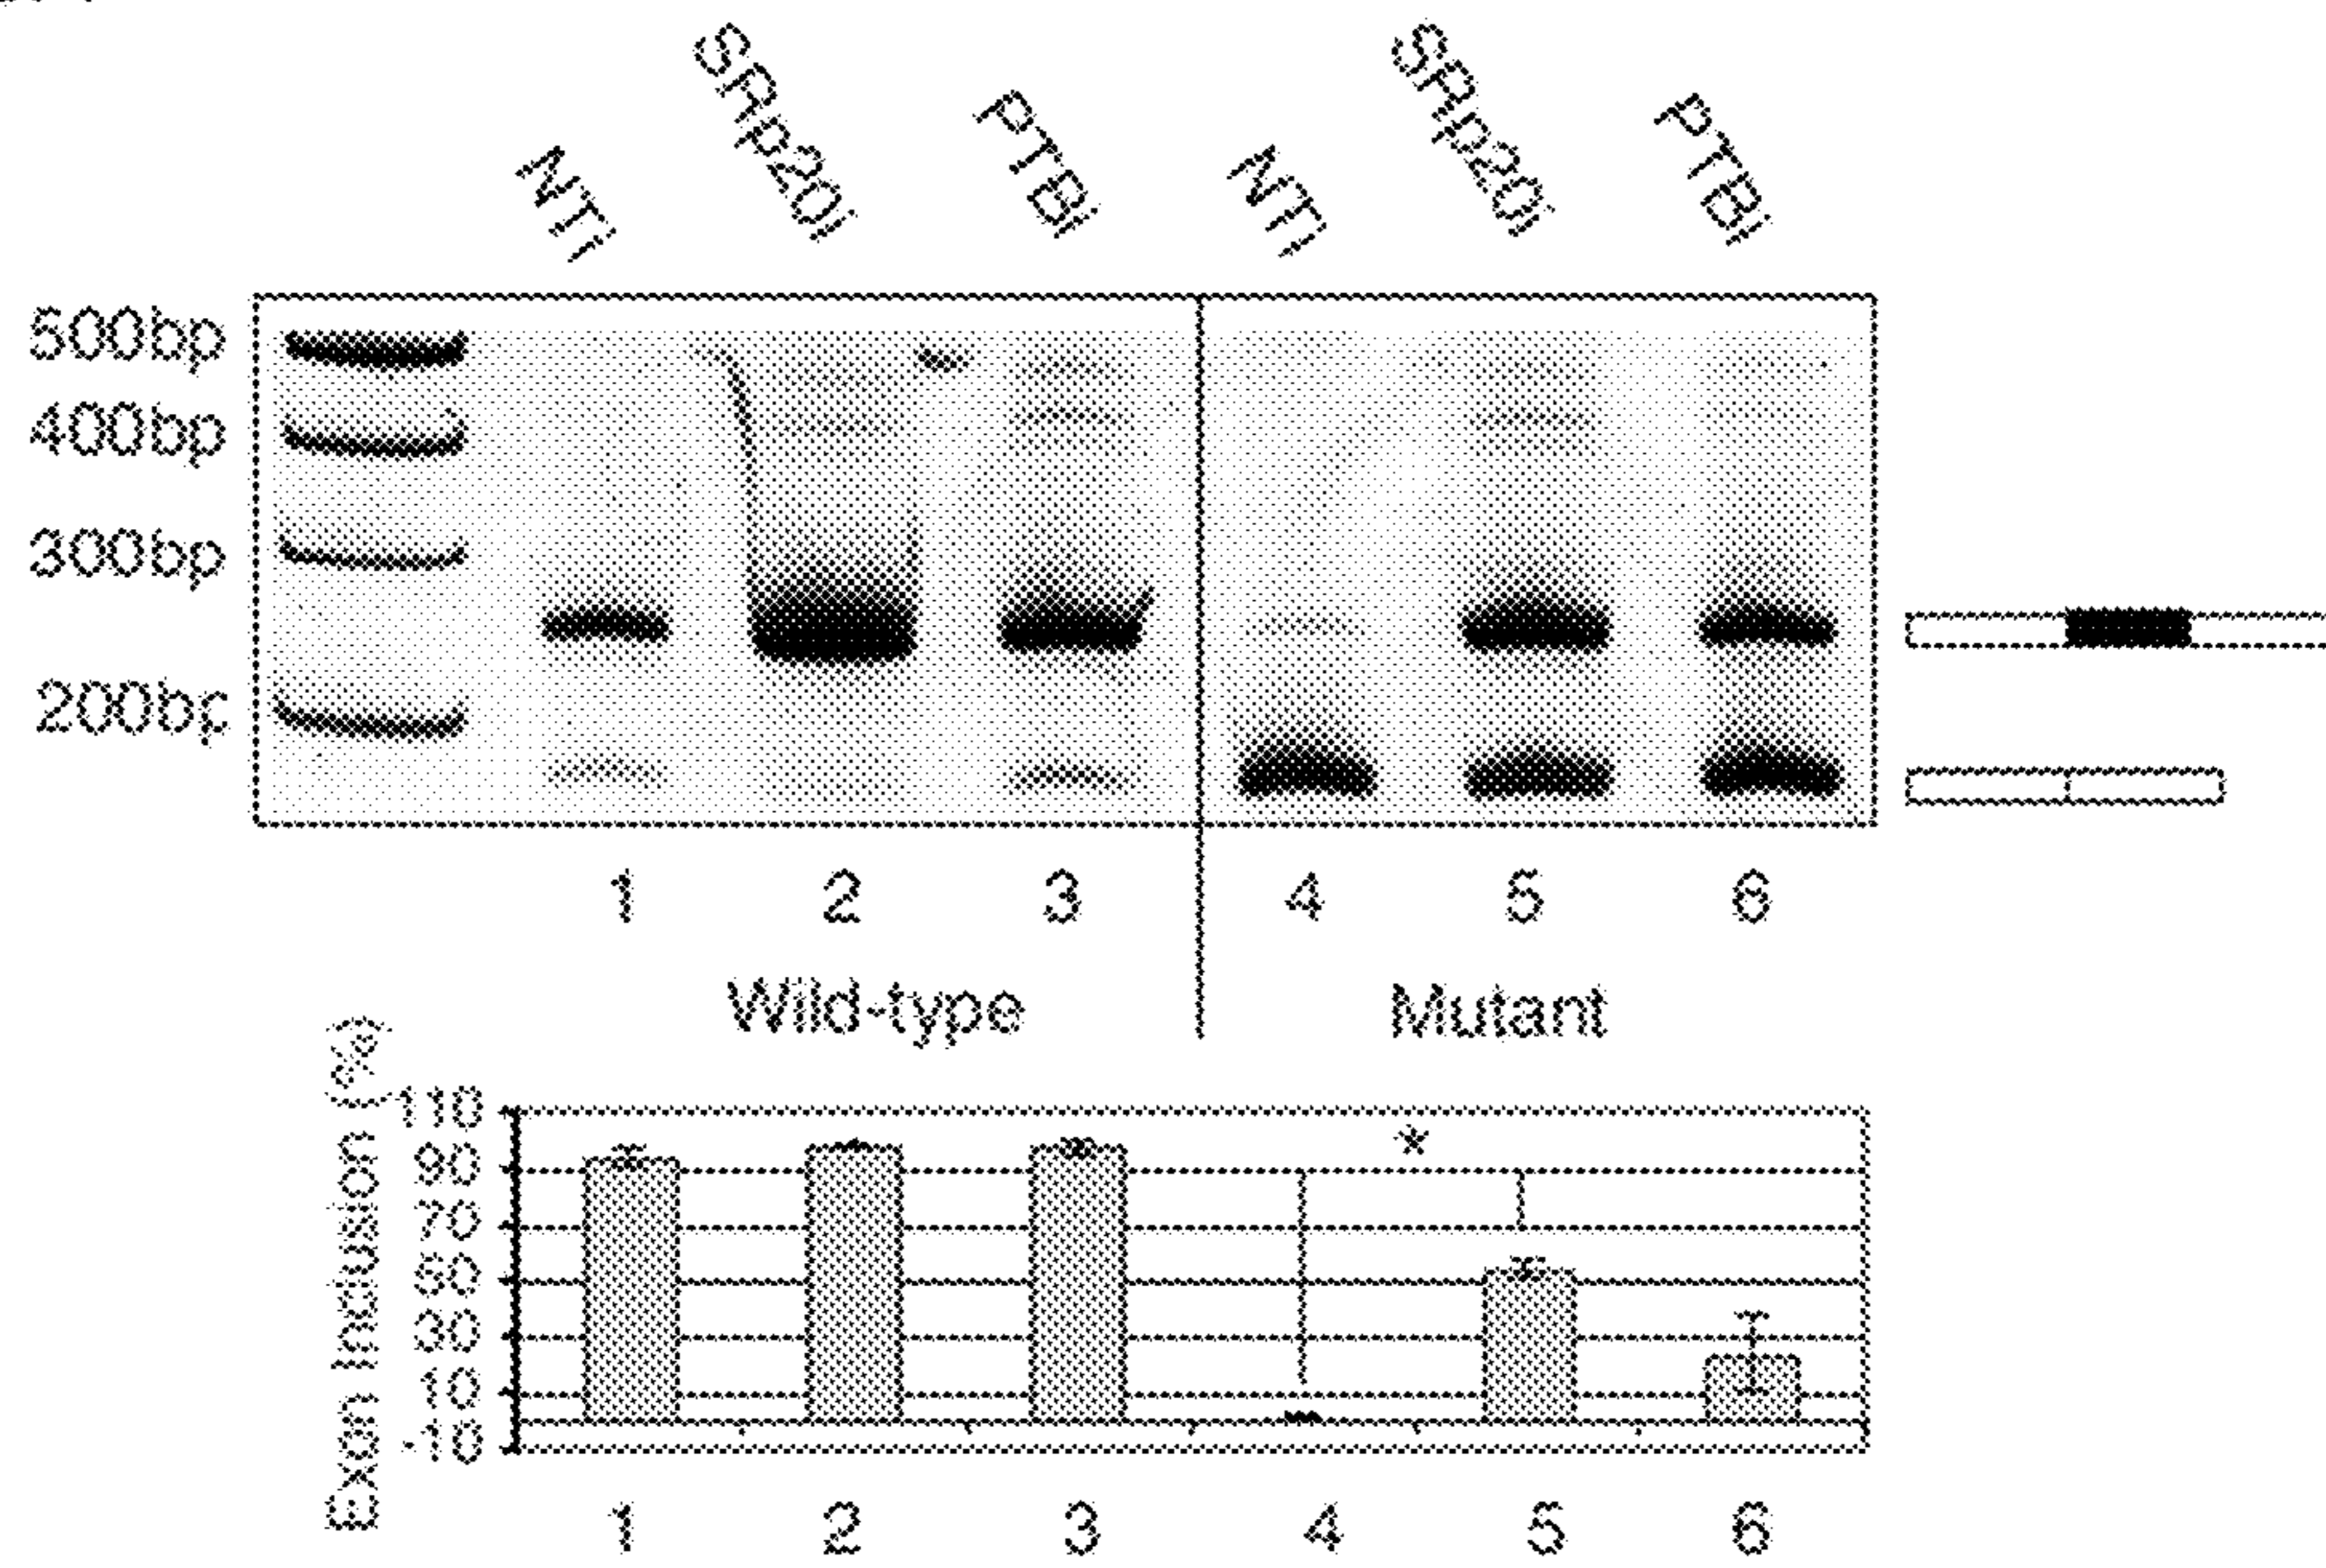 NTi SRp20i PTBi NTi SRp20i PTBi
500bp
400bp
300bp
200bp
1 2 3 4 5 6
Wild-type Mutant
Exon Inclusion (%)
110
90
70
50
30
10
-10
*
1 2 3 4 5 6